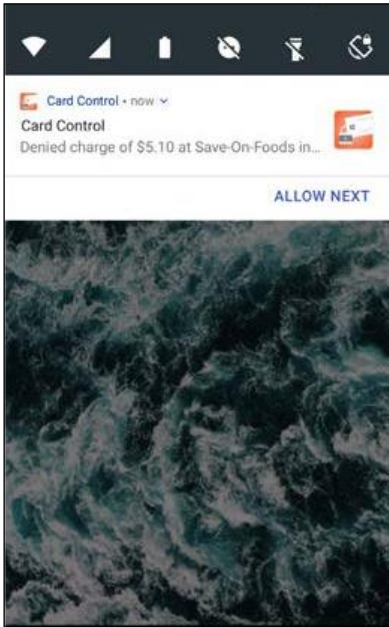 Card Control • now
Card Control
Denied charge of $5.10 at Save-On-Foods in...
ALLOW NEXT